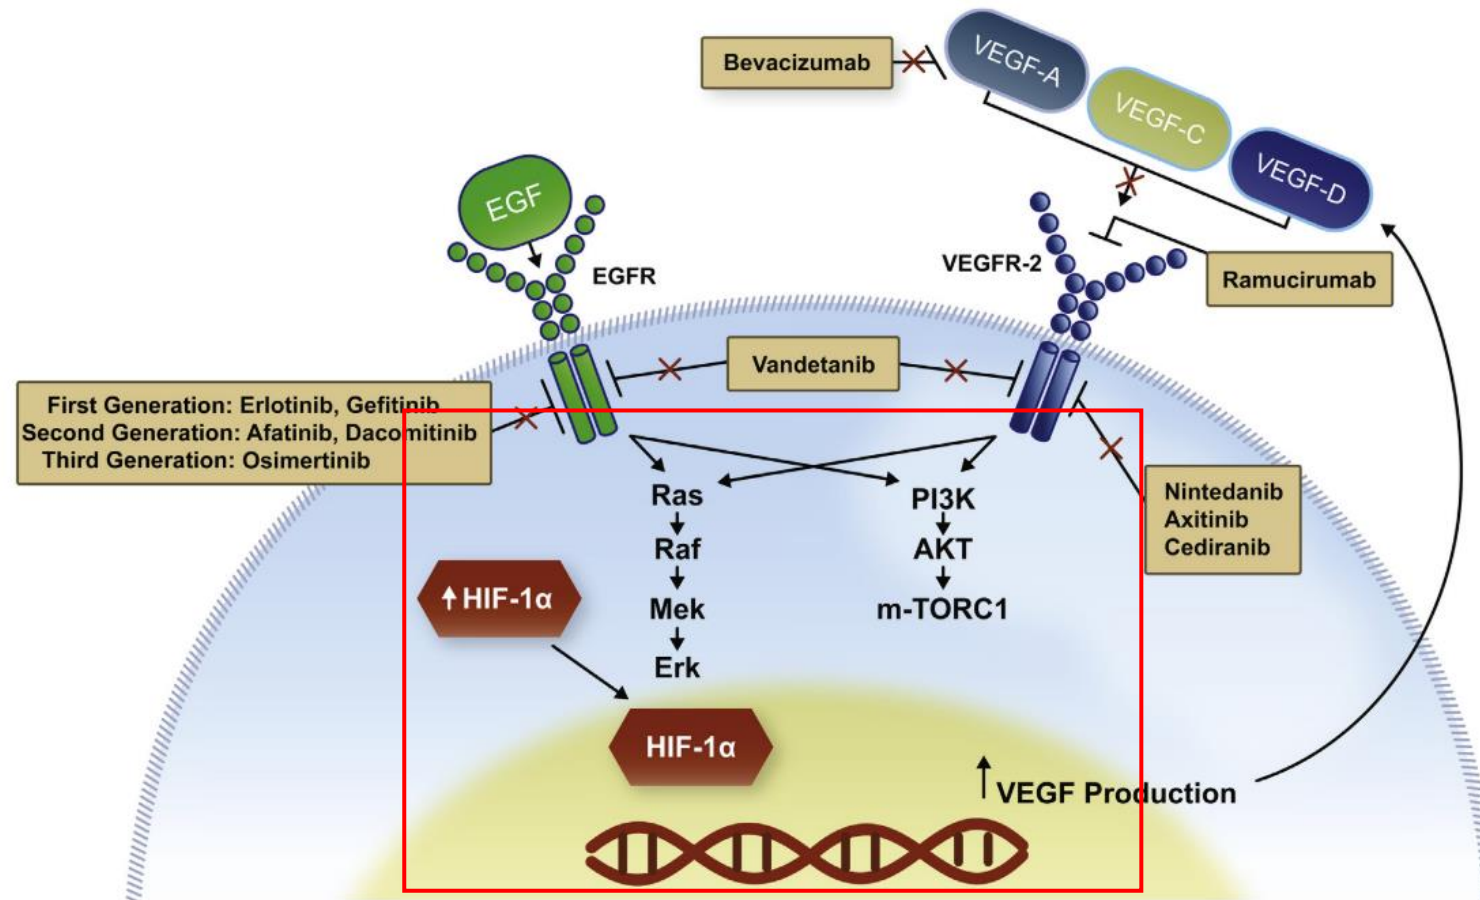 Bevacizumab
VEGF-A
VEGF-C
VEGF-D
EGF
EGFR
VEGFR-2
Ramucirumab
Vandetanib
First Generation: Erlotinib, Gefitinib
Second Generation: Afatinib, Dacomitinib
Third Generation: Osimertinib
Nintedanib
Axitinib
Cediranib
Ras
Raf
Mek
Erk
PI3K
AKT
m-TORC1
HIF-1α
HIF-1α
VEGF Production